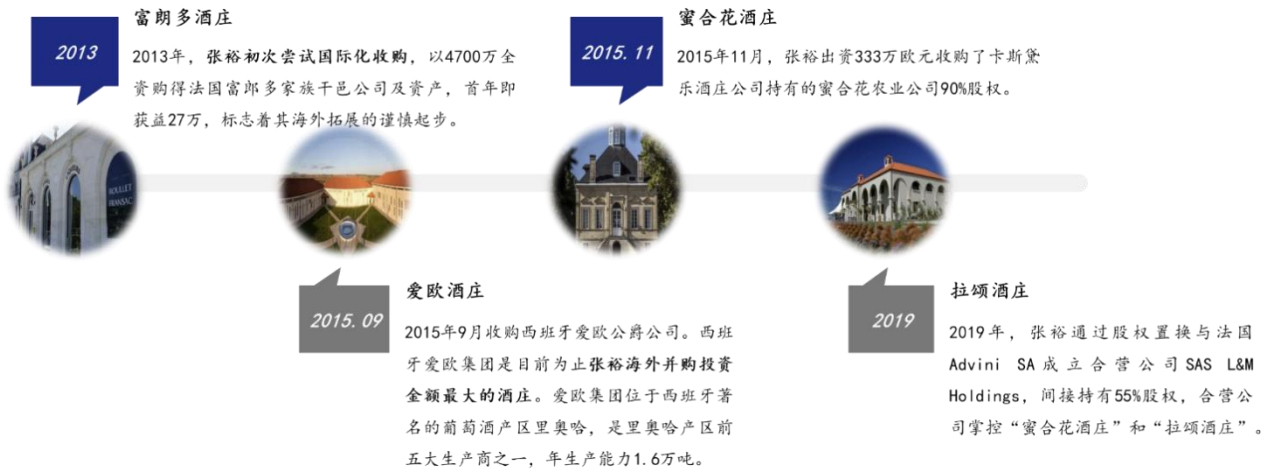 2013
富朗多酒庄
2013年，张裕初次尝试国际化收购，以4700万全
资购得法国富郎多家族干邑公司及资产，首年即
获益27万，标志着其海外拓展的谨慎起步。
2015.11
蜜合花酒庄
2015年11月，张裕出资333万欧元收购了卡斯黛
乐酒庄公司持有的蜜合花农业公司90%股权。
ROULLET
FRANSAC
2015.09
爱欧酒庄
2015年9月收购西班牙爱欧公爵公司。西班
牙爱欧集团是目前为止张裕海外并购投资
金额最大的酒庄。爱欧集团位于西班牙著
名的葡萄酒产区里奥哈，是里奥哈产区前
五大生产商之一，年生产能力1.6万吨。
2019
拉颂酒庄
2019年，张裕通过股权置换与法国
Advini SA成立合营公司SAS L&M
Holdings，间接持有55%股权，合营公
司掌控“蜜合花酒庄”和“拉颂酒庄”。